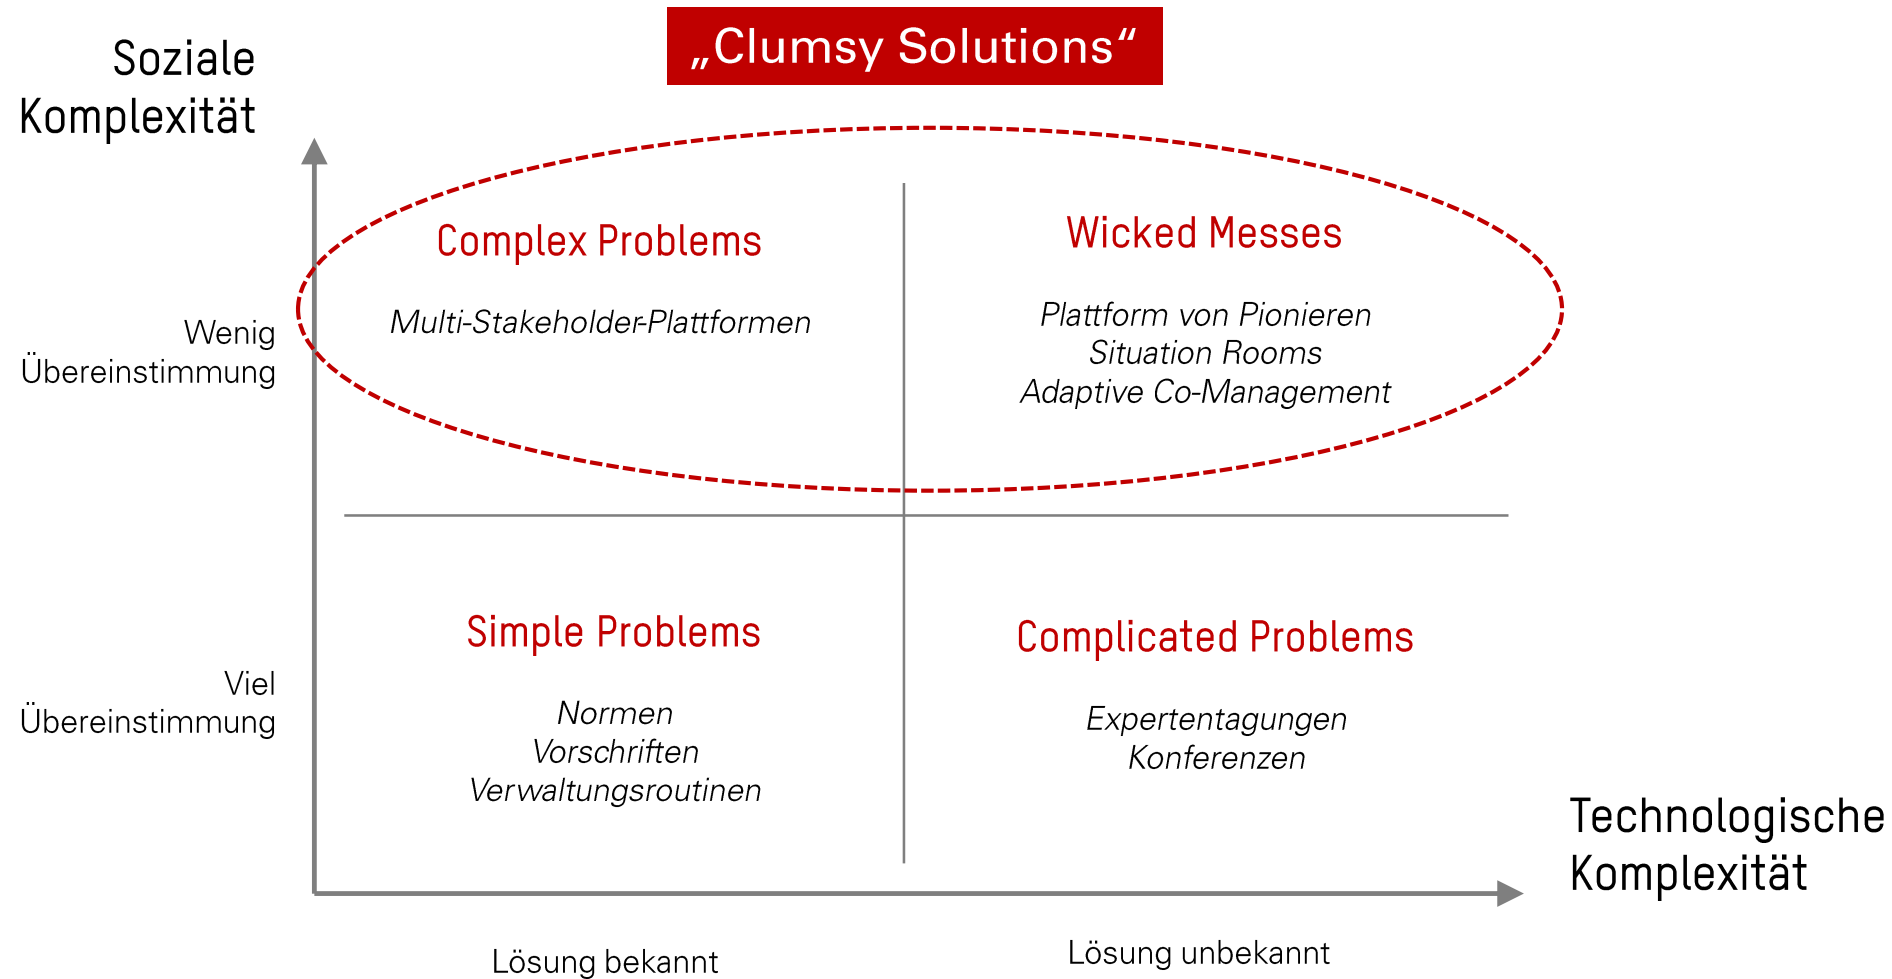 „Clumsy Solutions“
Soziale
Komplexität
Complex Problems
Multi-Stakeholder-Plattformen
Wicked Messes
Plattform von Pionieren
Situation Rooms
Adaptive Co-Management
Wenig
Übereinstimmung
Simple Problems
Normen
Vorschriften
Verwaltungsroutinen
Complicated Problems
Expertentagungen
Konferenzen
Viel
Übereinstimmung
Technologische
Komplexität
Lösung bekannt
Lösung unbekannt